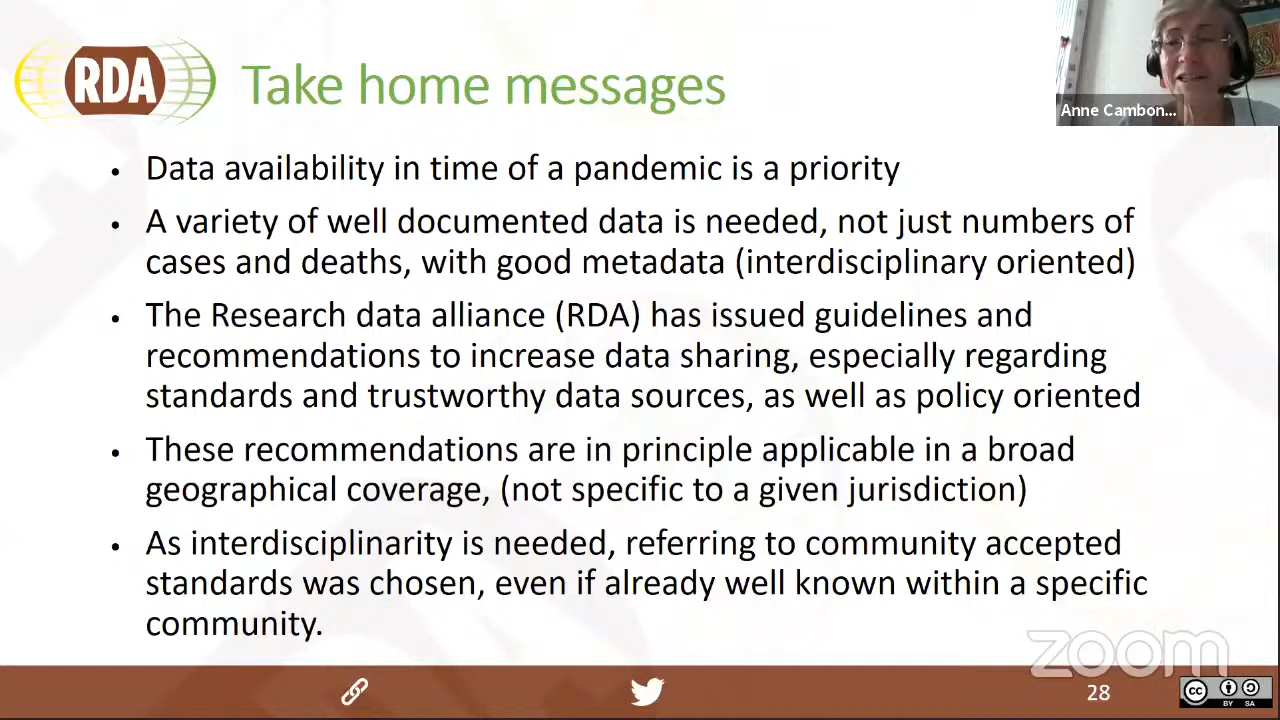 RDA
Take home messages
Anne Cambon...
• Data availability in time of a pandemic is a priority
• A variety of well documented data is needed, not just numbers of
cases and deaths, with good metadata (interdisciplinary oriented)
• The Research data alliance (RDA) has issued guidelines and
recommendations to increase data sharing, especially regarding
standards and trustworthy data sources, as well as policy oriented
• These recommendations are in principle applicable in a broad
geographical coverage, (not specific to a given jurisdiction)
• As interdisciplinarity is needed, referring to community accepted
standards was chosen, even if already well known within a specific
community.
zoom
28
cc BY SA